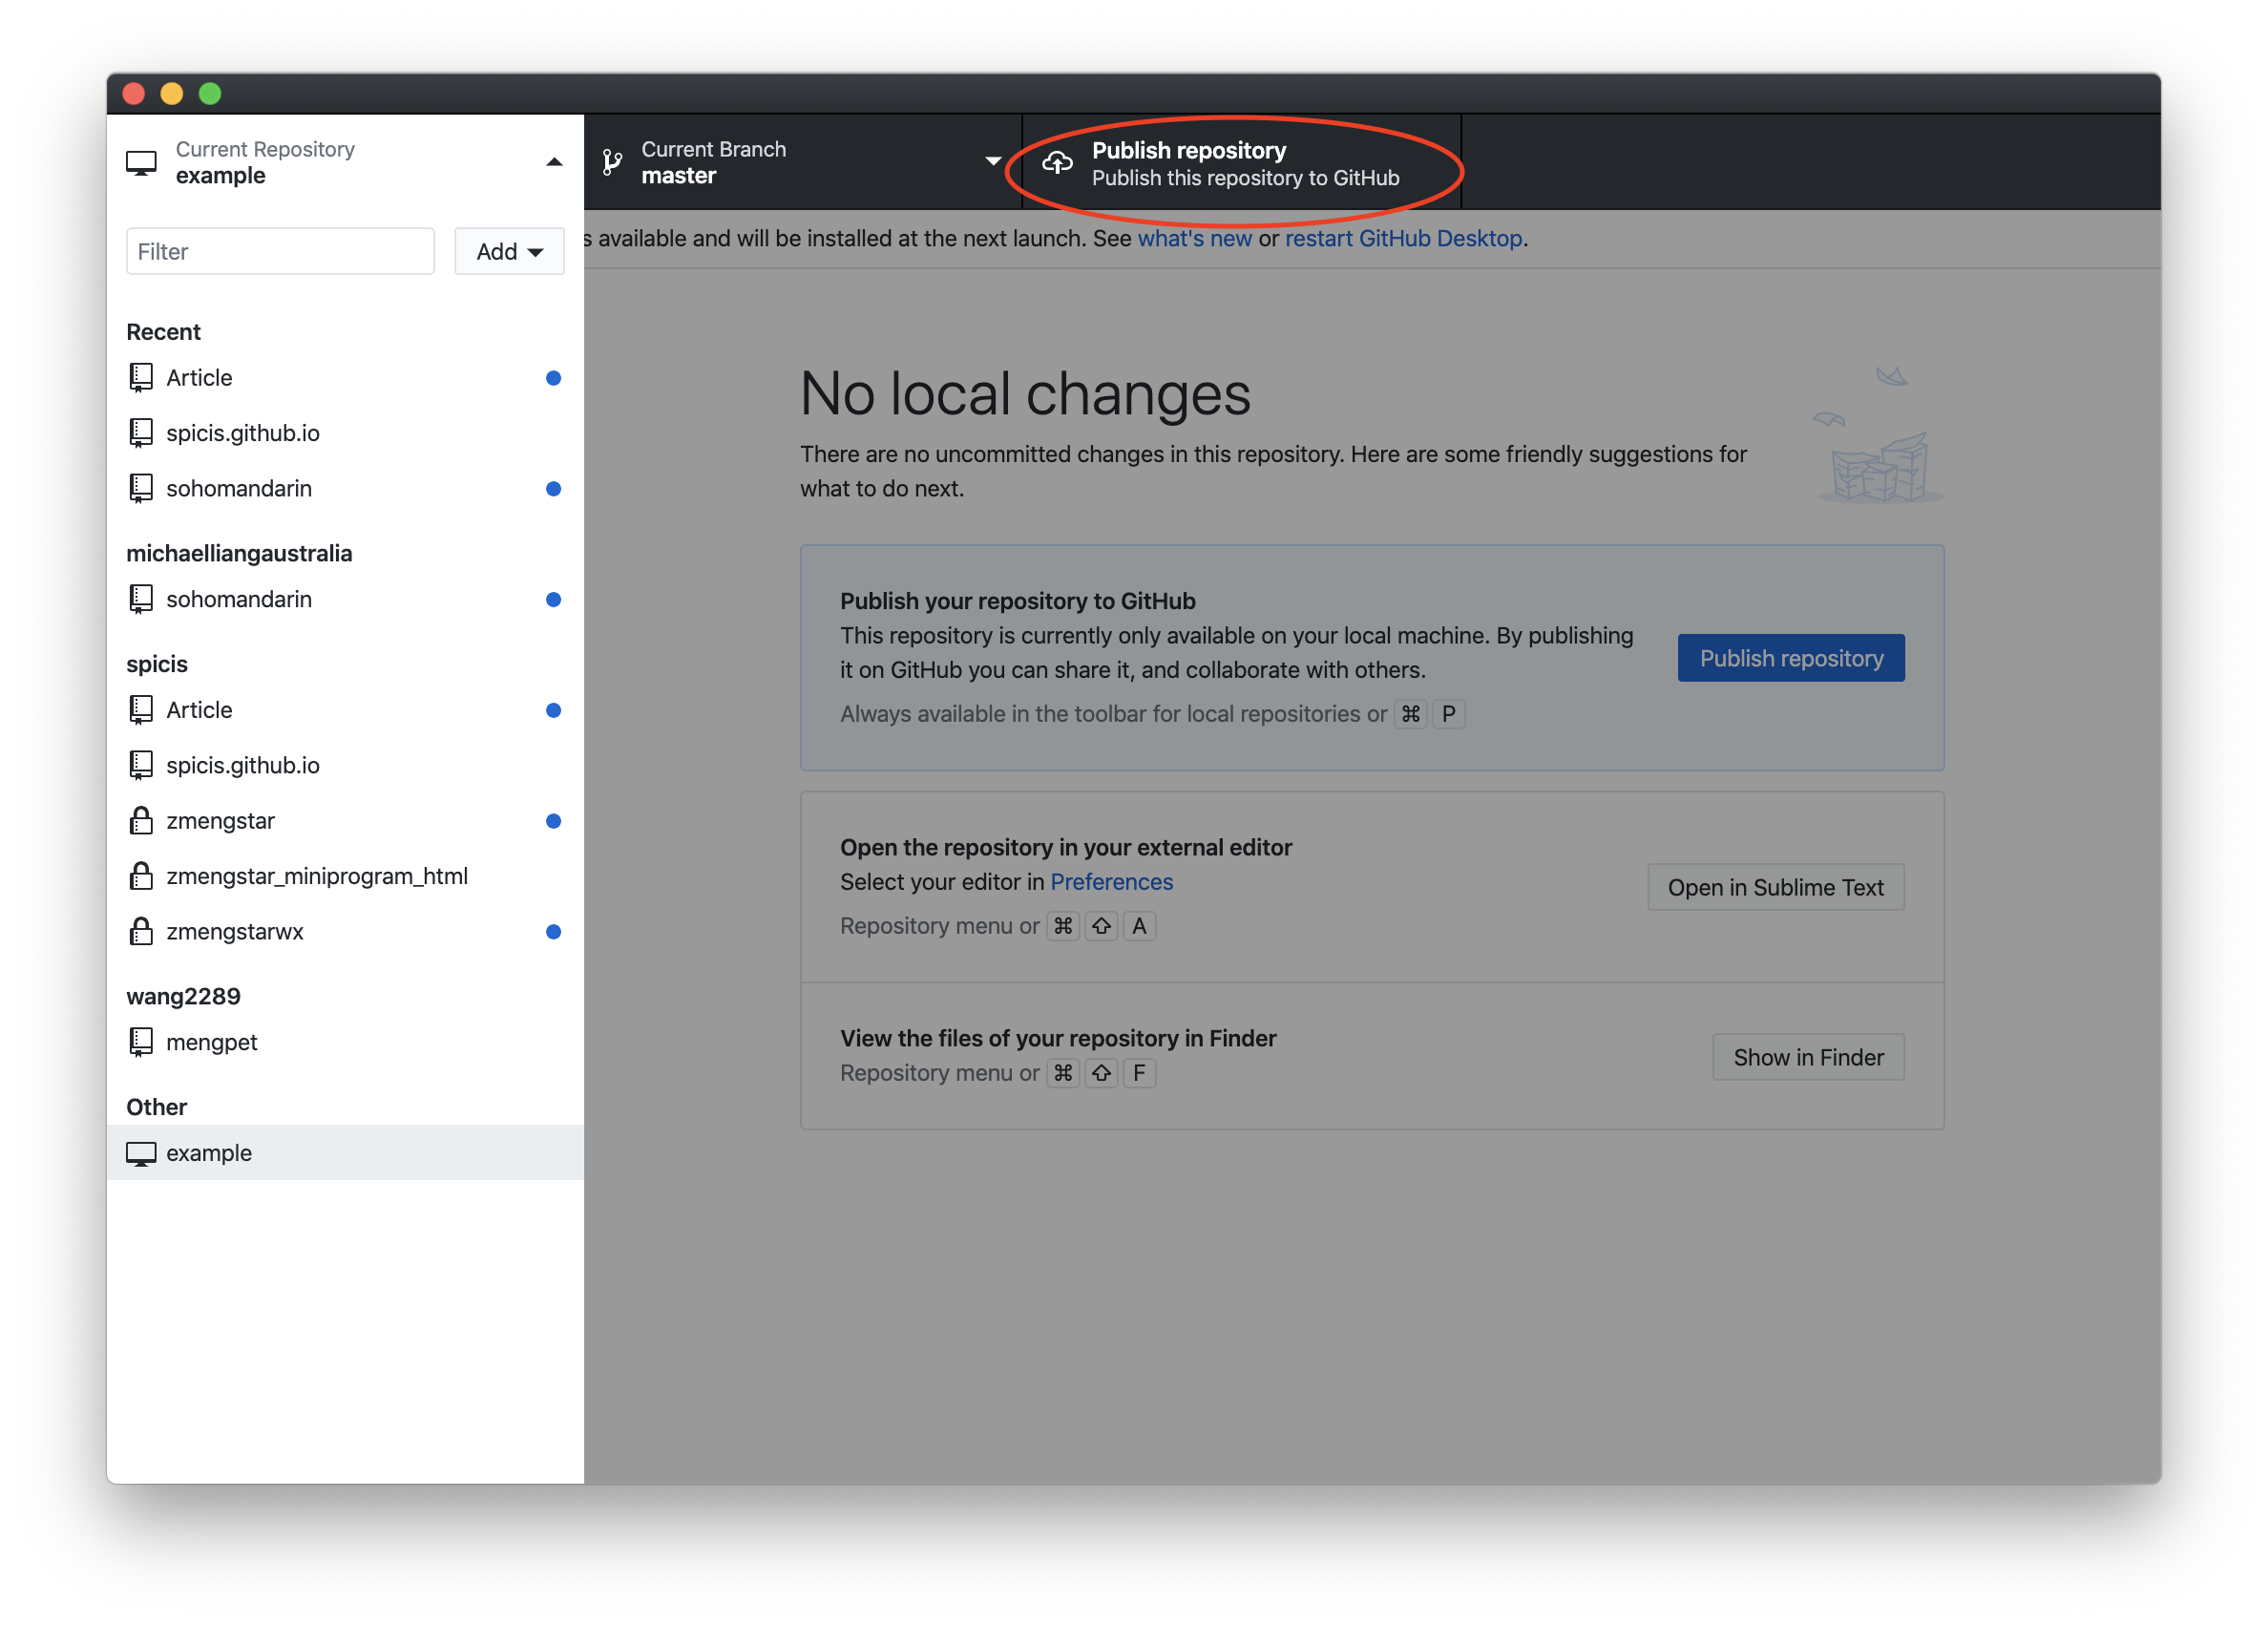 Current Repository
example
Current Branch
master
Publish repository
Publish this repository to GitHub
Filter
Add
s available and will be installed at the next launch. See what's new or restart GitHub Desktop.
Recent
Article
spicis.github.io
sohomandarin
michaelliangaustralia
sohomandarin
spicis
Article
spicis.github.io
zmengstar
zmengstar_miniprogram_html
zmengstarwx
wang2289
mengpet
Other
example
No local changes
There are no uncommitted changes in this repository. Here are some friendly suggestions for
what to do next.
Publish your repository to GitHub
This repository is currently only available on your local machine. By publishing
it on GitHub you can share it, and collaborate with others.
Always available in the toolbar for local repositories or ⌘ P
Publish repository
Open the repository in your external editor
Select your editor in Preferences
Repository menu or ⌘ ⇧ A
Open in Sublime Text
View the files of your repository in Finder
Repository menu or ⌘ ⇧ F
Show in Finder